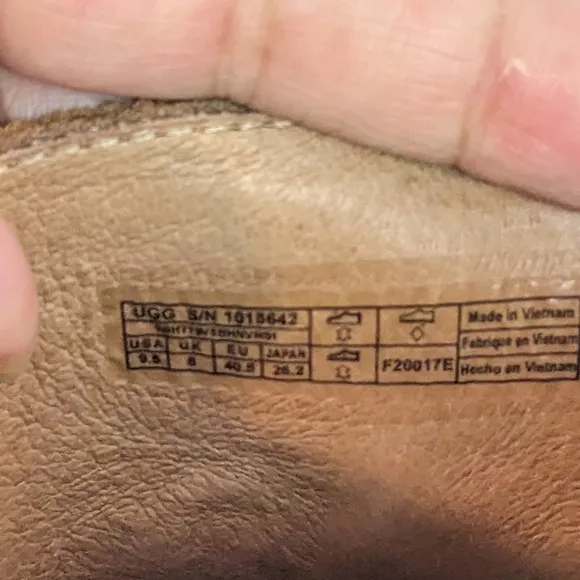 UGG S/N 1015642
USA UK EU JAPAN
9.5 8 40.5 26.2
F20017E
Made in Vietnam
Fabriqué en Vietnam
Hecho en Vietnam